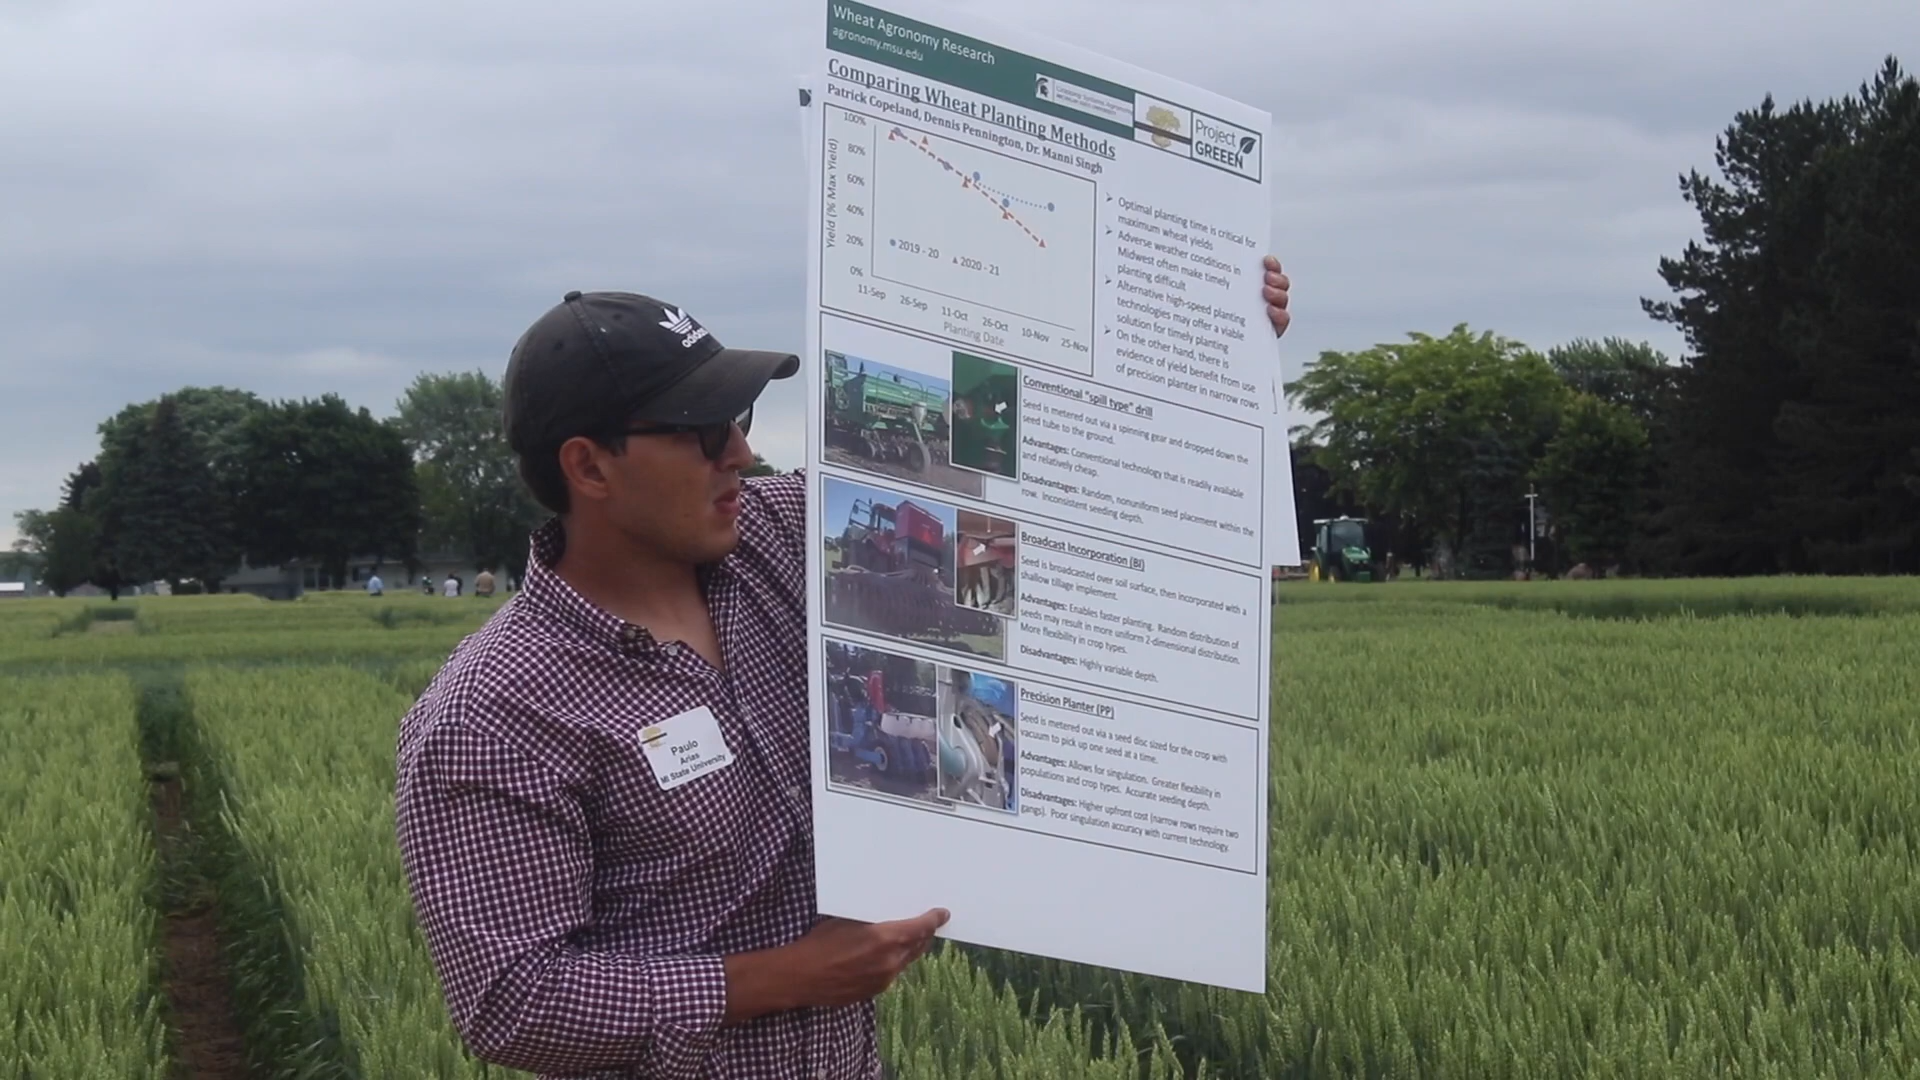 Wheat Agronomy Research
agronomy.msu.edu
Project
GREEEN
Comparing Wheat Planting Methods
Patrick Copeland, Dennis Pennington, Dr. Manni Singh
Yield (% Max Yield)
100%
80%
60%
40%
20%
0%
2019 - 20
2020 - 21
11-Sep
26-Sep
11-Oct
26-Oct
10-Nov
25-Nov
Planting Date
Optimal planting time is critical for
maximum wheat yields
Adverse weather conditions in
Midwest often make timely
planting difficult
Alternative high-speed planting
technologies may offer a viable
solution for timely planting
On the other hand, there is
evidence of yield benefit from use
of precision planter in narrow rows
Conventional "spill type" drill
Seed is metered out via a spinning gear and dropped down the
seed tube to the ground.
Advantages: Conventional technology that is readily available
and relatively cheap.
Disadvantages: Random, nonuniform seed placement within the
row. Inconsistent seeding depth.
Broadcast Incorporation (BI)
Seed is broadcasted over soil surface, then incorporated with a
shallow tillage implement.
Advantages: Enables faster planting. Random distribution of
seeds may result in more uniform 2-dimensional distribution.
More flexibility in crop types.
Disadvantages: Highly variable depth.
Precision Planter (PP)
Seed is metered out via a seed disc sized for the crop with
vacuum to pick up one seed at a time.
Advantages: Allows for singulation. Greater flexibility in
populations and crop types. Accurate seeding depth.
Disadvantages: Higher upfront cost (narrow rows require two
gangs). Poor singulation accuracy with current technology.
adidas
Paulo
Arias
MI State University